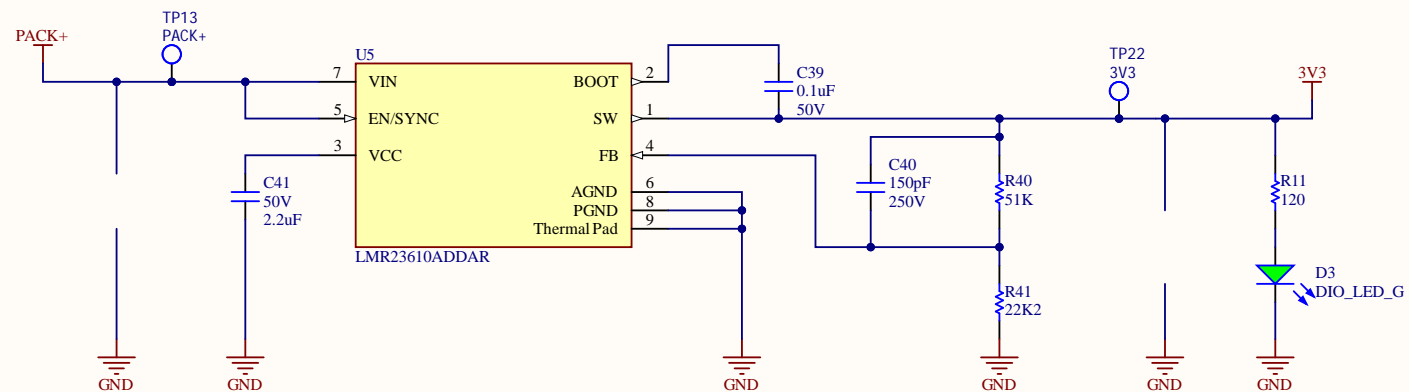 PACK+
TP13
PACK+
U5
7 VIN
5 EN/SYNC
3 VCC
BOOT 2
SW 1
FB 4
AGND 6
PGND 8
Thermal Pad 9
LMR23610ADDAR
C41
50V
2.2uF
C39
0.1uF
50V
C40
150pF
250V
R40
51K
R41
22K2
TP22
3V3
3V3
R11
120
D3
DIO_LED_G
GND
GND
GND
GND
GND
GND